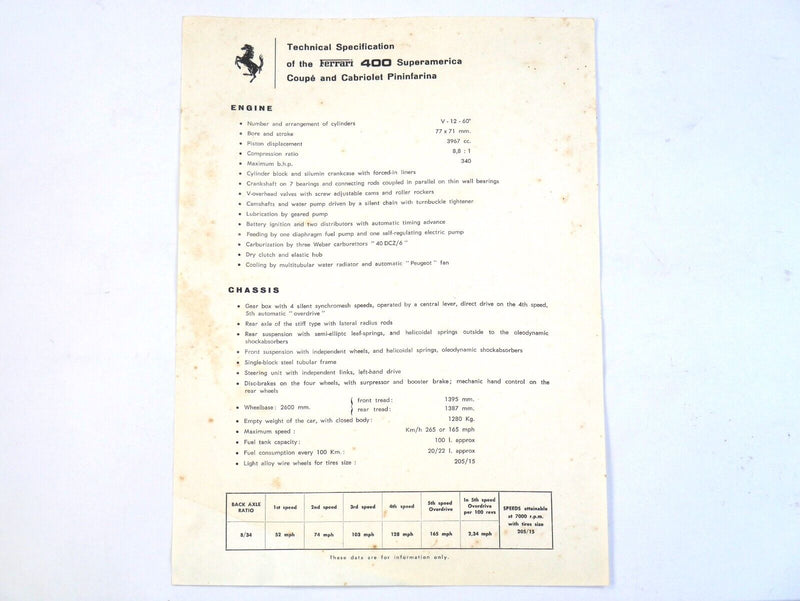 Technical Specification
of the Ferrari 400 Superamerica
Coupé and Cabriolet Pininfarina
ENGINE
• Number and arrangement of cylinders V - 12 - 60°
• Bore and stroke 77 x 71 mm.
• Piston displacement 3967 cc.
• Compression ratio 8,8 : 1
• Maximum b.h.p. 340
• Cylinder block and silumin crankcase with forced-in liners
• Crankshaft on 7 bearings and connecting rods coupled in parallel on thin wall bearings
• V-overhead valves with screw adjustable cams and roller rockers
• Camshafts and water pump driven by a silent chain with turnbuckle tightener
• Lubrication by geared pump
• Battery ignition and two distributors with automatic timing advance
• Feeding by one diaphragm fuel pump and one self-regulating electric pump
• Carburization by three Weber carburettors " 40 DCZ/6 "
• Dry clutch and elastic hub
• Cooling by multitubular water radiator and automatic " Peugeot " fan
CHASSIS
• Gear box with 4 silent synchromesh speeds, operated by a central lever, direct drive on the 4th speed,
5th automatic " overdrive "
• Rear axle of the stiff type with lateral radius rods
• Rear suspension with semi-elliptc leaf-springs, and helicoidal springs outside to the oleodynamic
shockabsorbers
• Front suspension with independent wheels, and helicoidal springs, oleodynamic shockabsorbers
• Single-block steel tubular frame
• Steering unit with independent links, left-hand drive
• Disc-brakes on the four wheels, with surpressor and booster brake; mechanic hand control on the
rear wheels
• Wheelbase: 2600 mm. front tread: 1395 mm.
rear tread: 1387 mm.
• Empty weight of the car, with closed body: 1280 Kg.
• Maximum speed : Km/h 265 or 165 mph
• Fuel tank capacity: 100 l. approx
• Fuel consumption every 100 Km : 20/22 l. approx
• Light alloy wire wheels for tires size : 205/15
BACK AXLE RATIO 1st speed 2nd speed 3rd speed 4th speed 5th speed Overdrive In 5th speed Overdrive per 100 revs SPEEDS attainable at 7000 r.p.m. with tires size 205/15
8/34 52 mph 74 mph 103 mph 128 mph 165 mph 2,34 mph
These data are for information only.